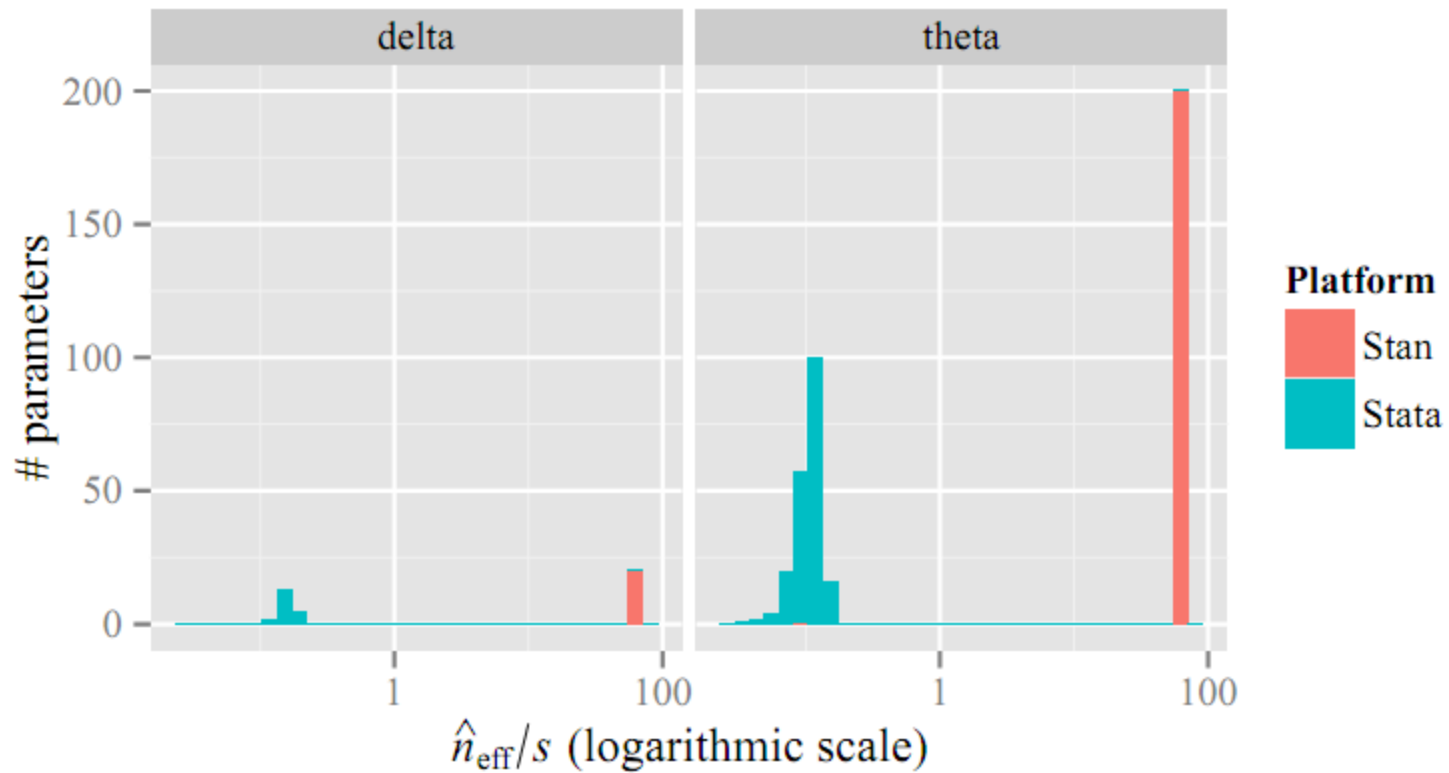 delta theta
200
150
100
50
0
# parameters
1 100 1 100
n̂eff/s (logarithmic scale)
Platform
Stan
Stata